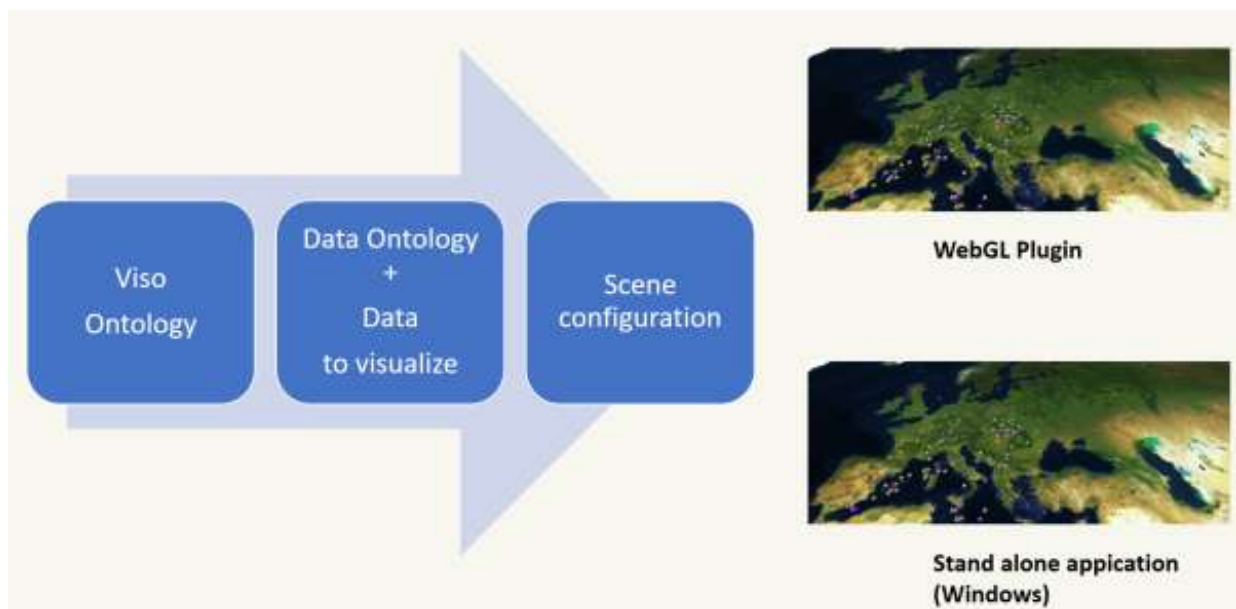 Viso
Ontology
Data Ontology
+
Data
to visualize
Scene
configuration
WebGL Plugin
Stand alone appication
(Windows)